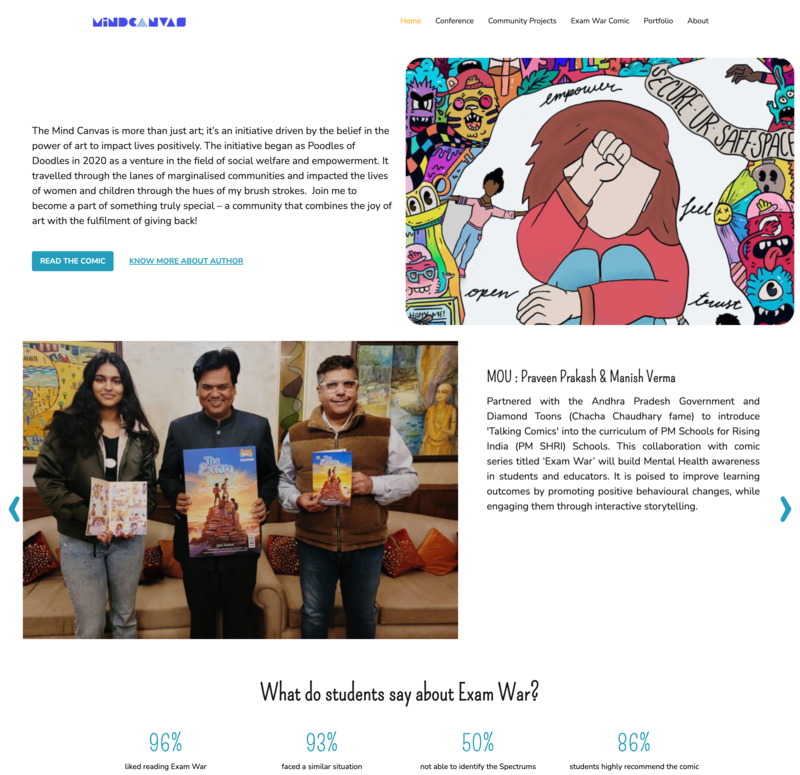 MINDCANVAS
Home Conference Community Projects Exam War Comic Portfolio About
The Mind Canvas is more than just art; it’s an initiative driven by the belief in the
power of art to impact lives positively. The initiative began as Poodles of
Doodles in 2020 as a venture in the field of social welfare and empowerment. It
travelled through the lanes of marginalised communities and impacted the lives
of women and children through the hues of my brush strokes. Join me to
become a part of something truly special – a community that combines the joy of
art with the fulfilment of giving back!
READ THE COMIC KNOW MORE ABOUT AUTHOR
SMILE
empower
SECURE UR SAFE SPACE
feel
open
trust
HAPPY ME?
MOU : Praveen Prakash & Manish Verma
Partnered with the Andhra Pradesh Government and
Diamond Toons (Chacha Chaudhary fame) to introduce
'Talking Comics' into the curriculum of PM Schools for Rising
India (PM SHRI) Schools. This collaboration with comic
series titled ‘Exam War’ will build Mental Health awareness
in students and educators. It is poised to improve learning
outcomes by promoting positive behavioural changes, while
engaging them through interactive storytelling.
The
Exam
What do students say about Exam War?
96% 93% 50% 86%
liked reading Exam War faced a similar situation not able to identify the Spectrums students highly recommend the comic